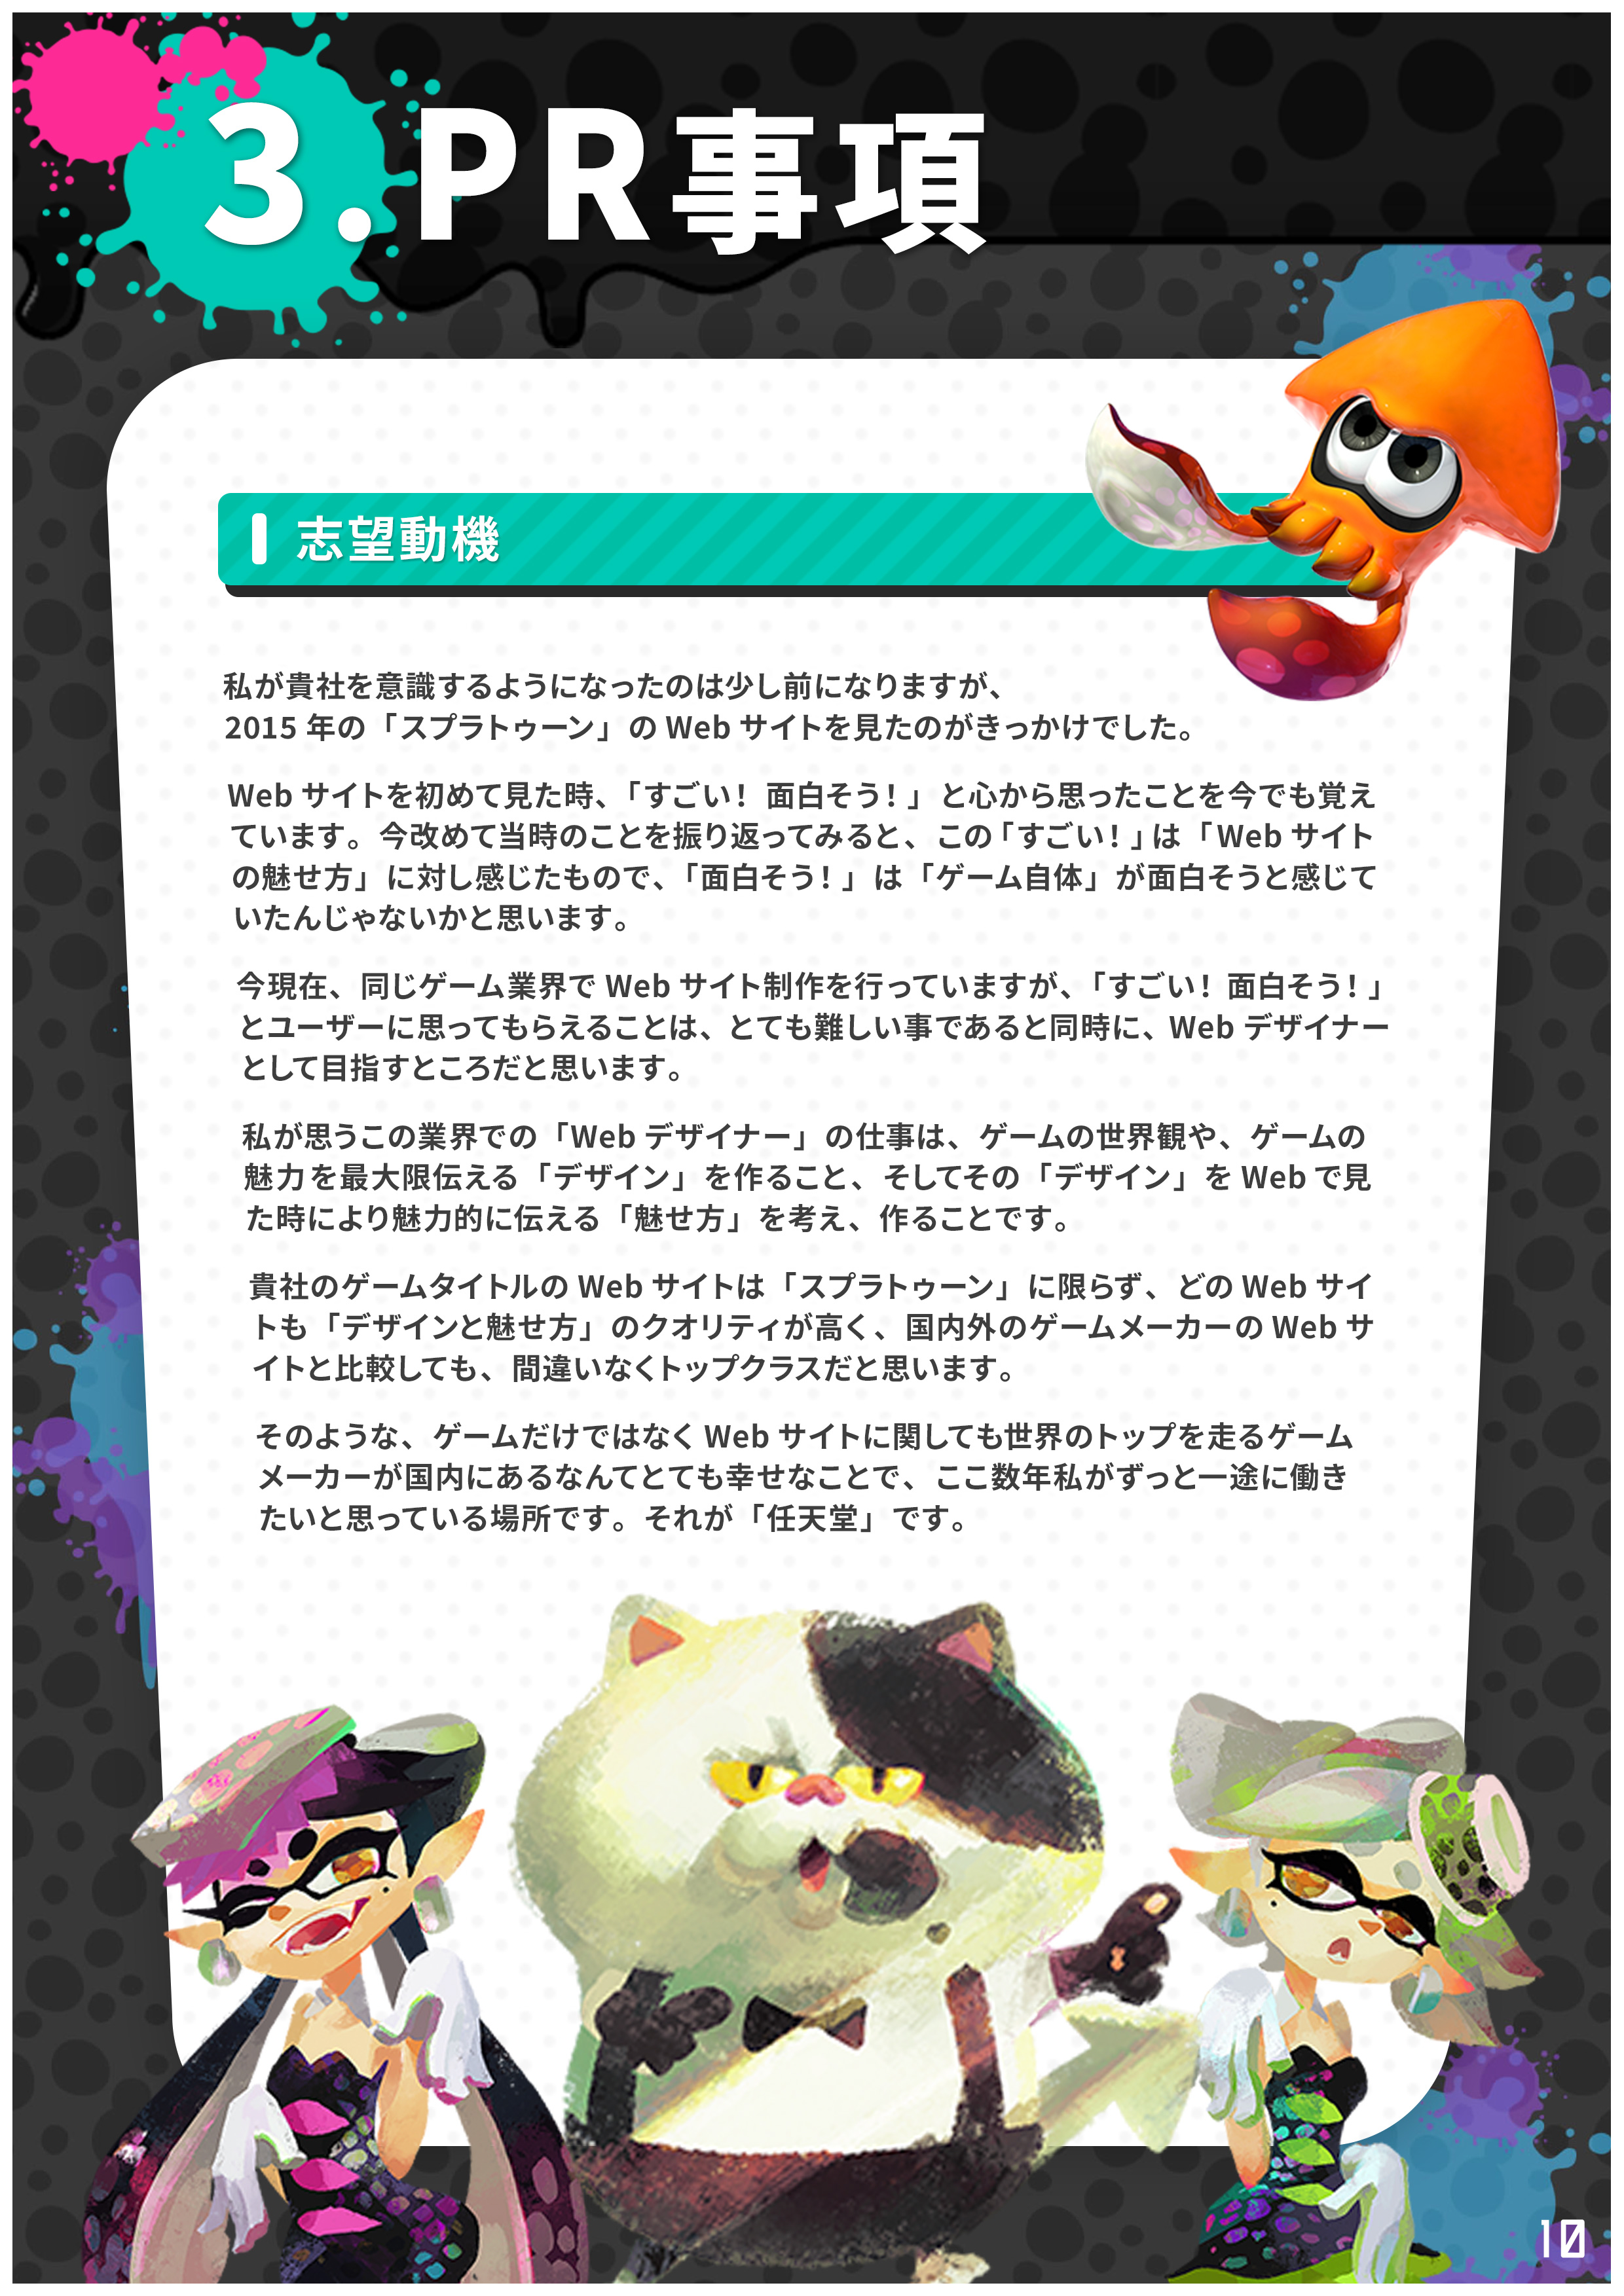 3.PR事項
志望動機
私が貴社を意識するようになったのは少し前になりますが、
2015 年の「スプラトゥーン」の Web サイトを見たのがきっかけでした。
Web サイトを初めて見た時、「すごい！ 面白そう！」と心から思ったことを今でも覚え
ています。今改めて当時のことを振り返ってみると、この「すごい！」は「Web サイト
の魅せ方」に対し感じたもので、「面白そう！」は「ゲーム自体」が面白そうと感じて
いたんじゃないかと思います。
今現在、同じゲーム業界で Web サイト制作を行っていますが、「すごい！ 面白そう！」
とユーザーに思ってもらえることは、とても難しい事であると同時に、Web デザイナー
として目指すところだと思います。
私が思うこの業界での「Web デザイナー」の仕事は、ゲームの世界観や、ゲームの
魅力を最大限伝える「デザイン」を作ること、そしてその「デザイン」を Web で見
た時により魅力的に伝える「魅せ方」を考え、作ることです。
貴社のゲームタイトルの Web サイトは「スプラトゥーン」に限らず、どの Web サイ
トも「デザインと魅せ方」のクオリティが高く、国内外のゲームメーカーの Web サ
イトと比較しても、間違いなくトップクラスだと思います。
そのような、ゲームだけではなく Web サイトに関しても世界のトップを走るゲーム
メーカーが国内にあるなんてとても幸せなことで、ここ数年私がずっと一途に働き
たいと思っている場所です。それが「任天堂」です。
10